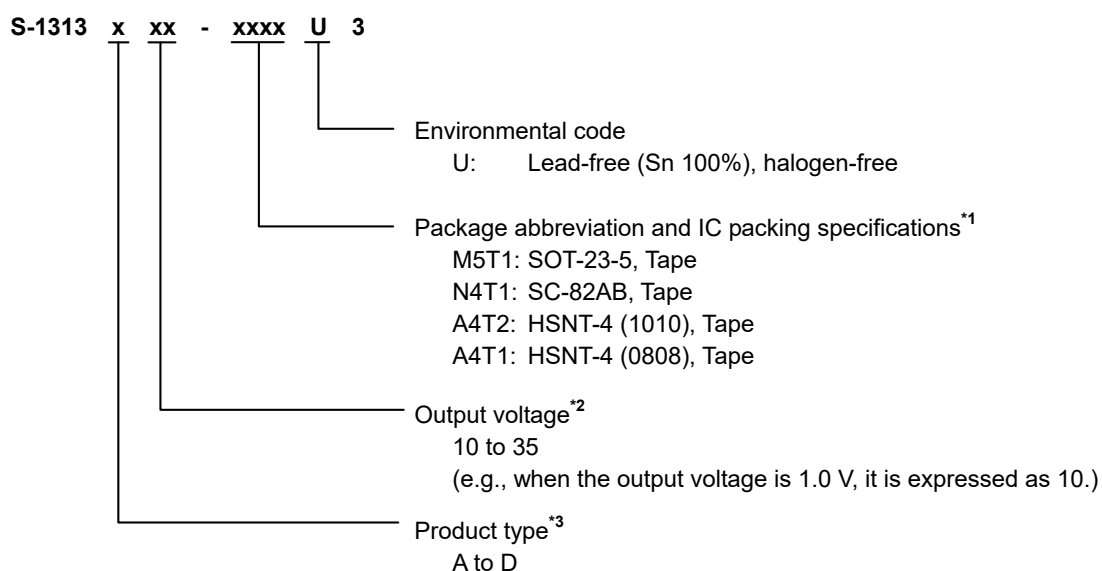 S-1313 x xx - xxxx U 3
Environmental code
U: Lead-free (Sn 100%), halogen-free
Package abbreviation and IC packing specifications*1
M5T1: SOT-23-5, Tape
N4T1: SC-82AB, Tape
A4T2: HSNT-4 (1010), Tape
A4T1: HSNT-4 (0808), Tape
Output voltage*2
10 to 35
(e.g., when the output voltage is 1.0 V, it is expressed as 10.)
Product type*3
A to D